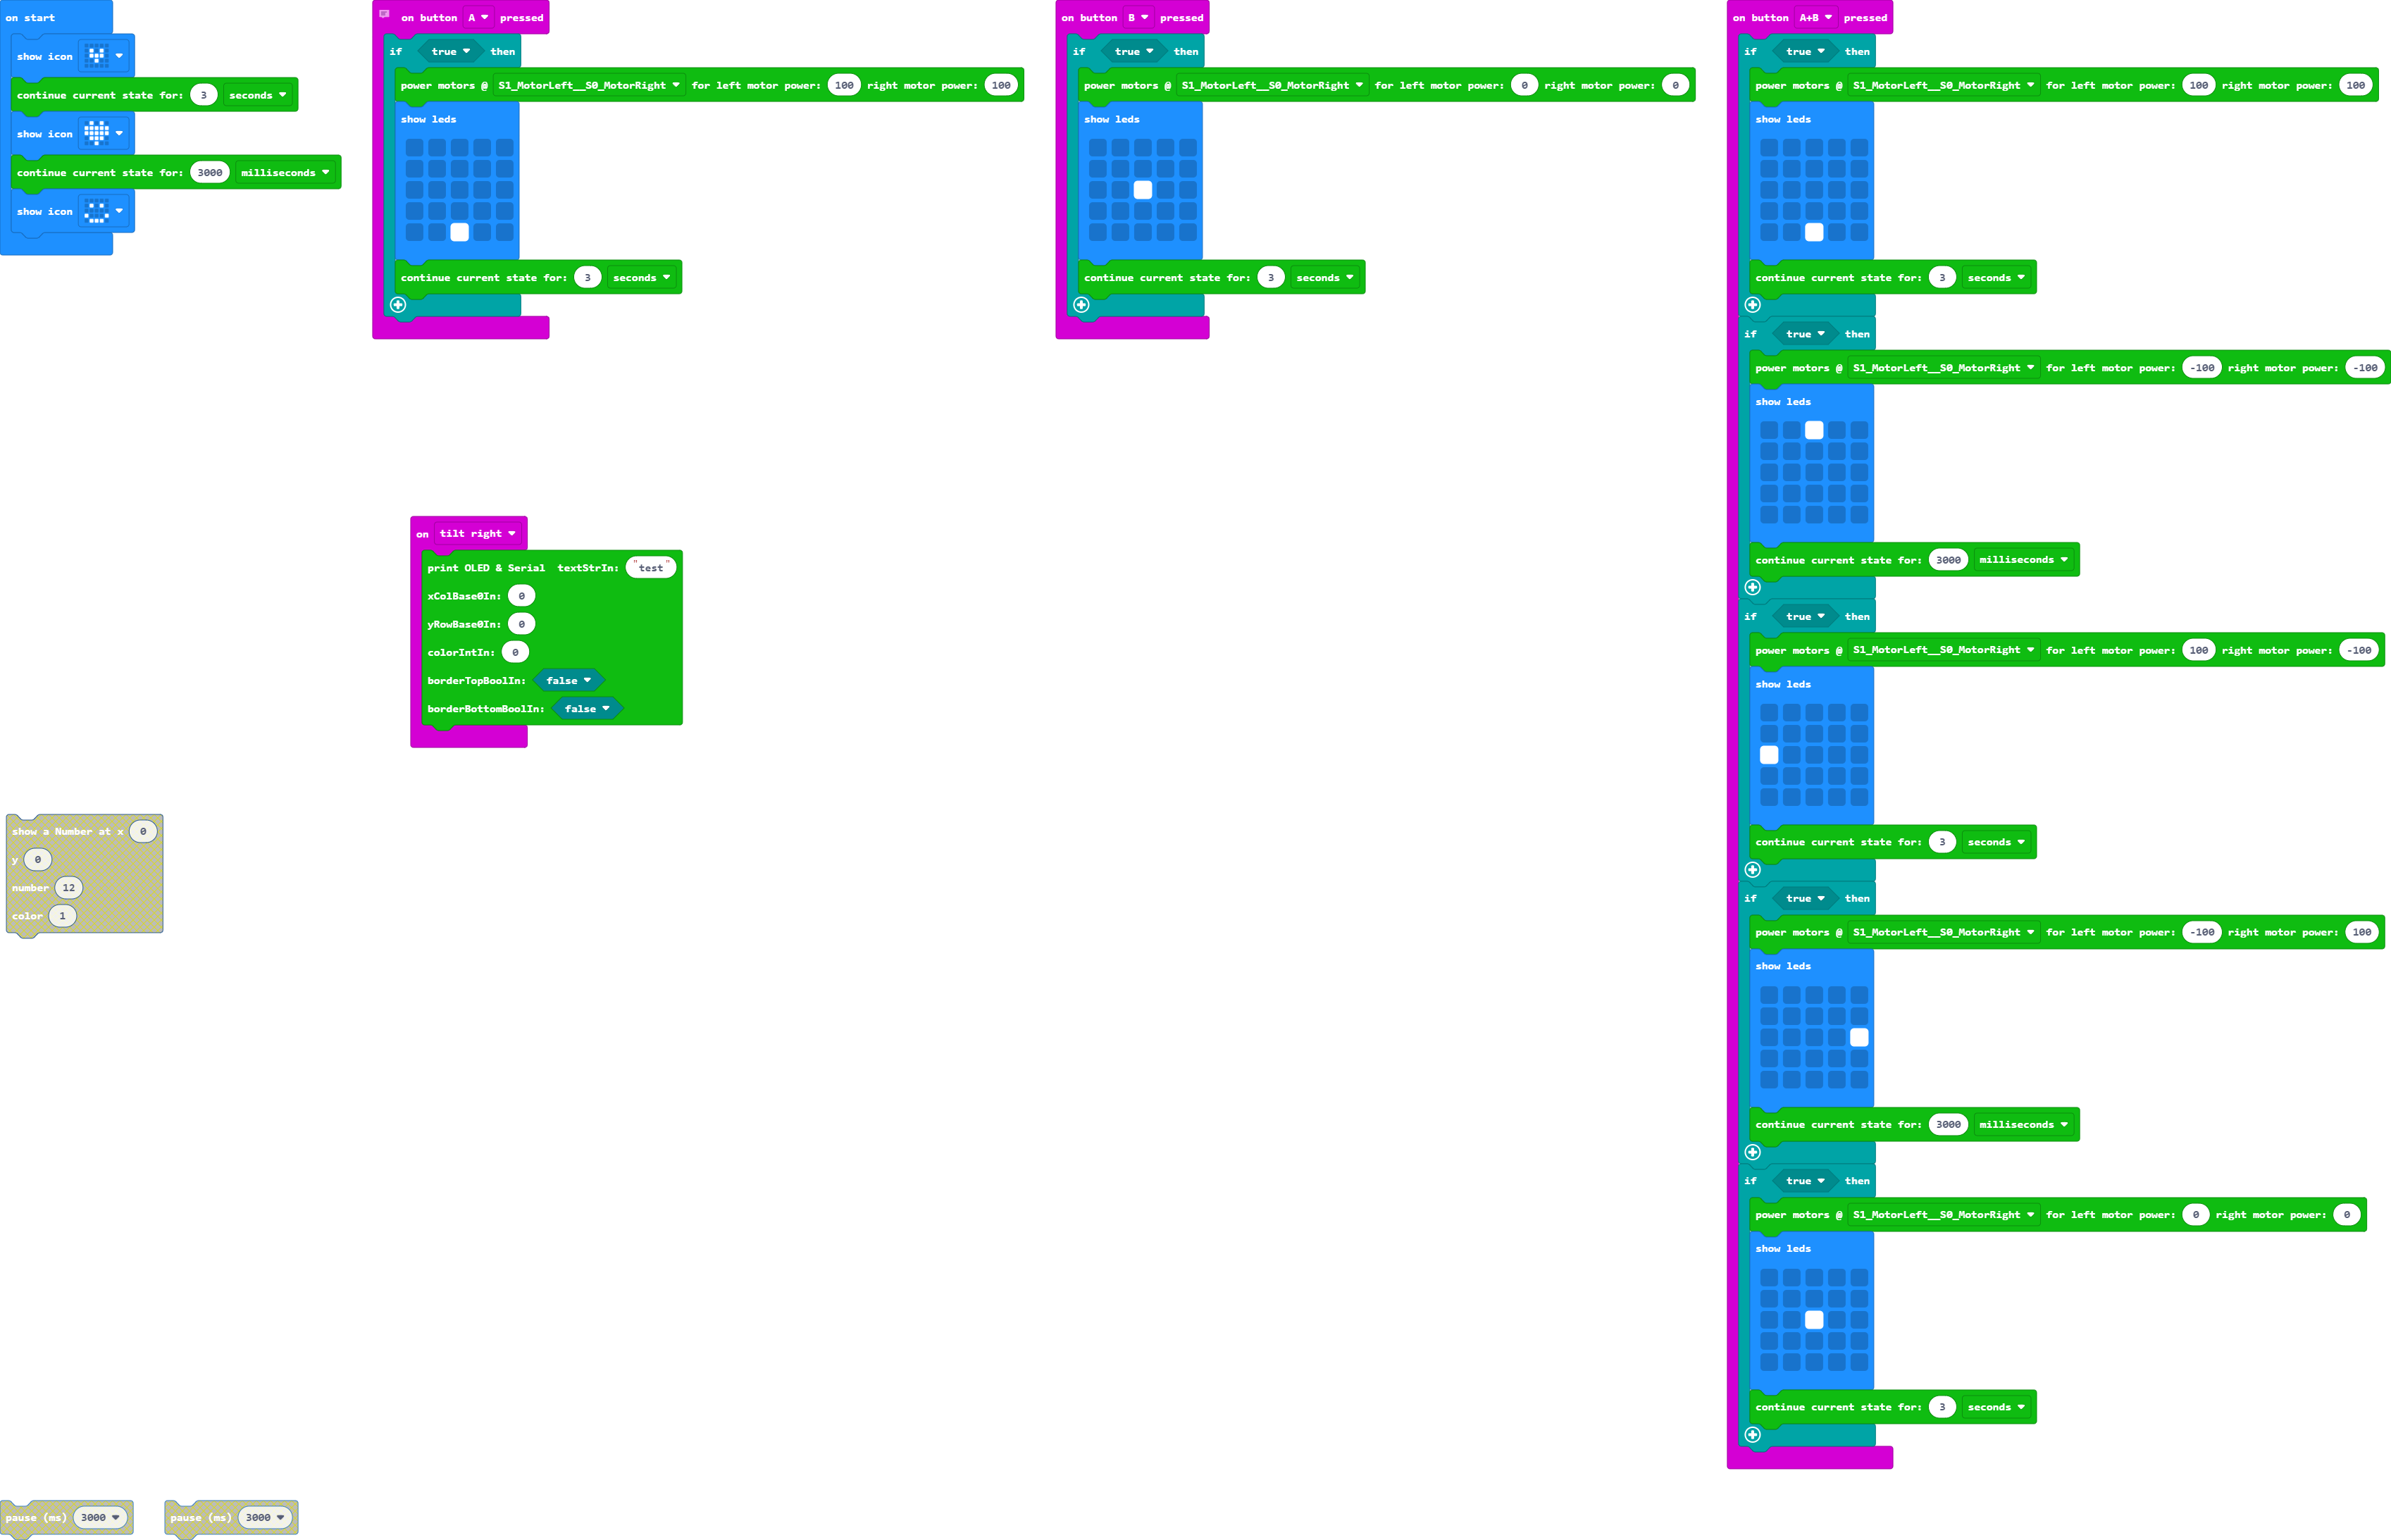 on start
show icon
continue current state for: 3 seconds
show icon
continue current state for: 3000 milliseconds
show icon
on button A pressed
if true then
power motors @ S1_MotorLeft__S0_MotorRight for left motor power: 100 right motor power: 100
show leds
continue current state for: 3 seconds
on button B pressed
if true then
power motors @ S1_MotorLeft__S0_MotorRight for left motor power: 0 right motor power: 0
show leds
continue current state for: 3 seconds
on button A+B pressed
if true then
power motors @ S1_MotorLeft__S0_MotorRight for left motor power: 100 right motor power: 100
show leds
continue current state for: 3 seconds
if true then
power motors @ S1_MotorLeft__S0_MotorRight for left motor power: -100 right motor power: -100
show leds
continue current state for: 3000 milliseconds
if true then
power motors @ S1_MotorLeft__S0_MotorRight for left motor power: 100 right motor power: -100
show leds
continue current state for: 3 seconds
if true then
power motors @ S1_MotorLeft__S0_MotorRight for left motor power: -100 right motor power: 100
show leds
continue current state for: 3000 milliseconds
if true then
power motors @ S1_MotorLeft__S0_MotorRight for left motor power: 0 right motor power: 0
show leds
continue current state for: 3 seconds
on tilt right
print OLED & Serial textStrIn: "test"
xColBase0In: 0
yRowBase0In: 0
colorIntIn: 0
borderTopBoolIn: false
borderBottomBoolIn: false
show a Number at x 0
y 0
number 12
color 1
pause (ms) 3000
pause (ms) 3000